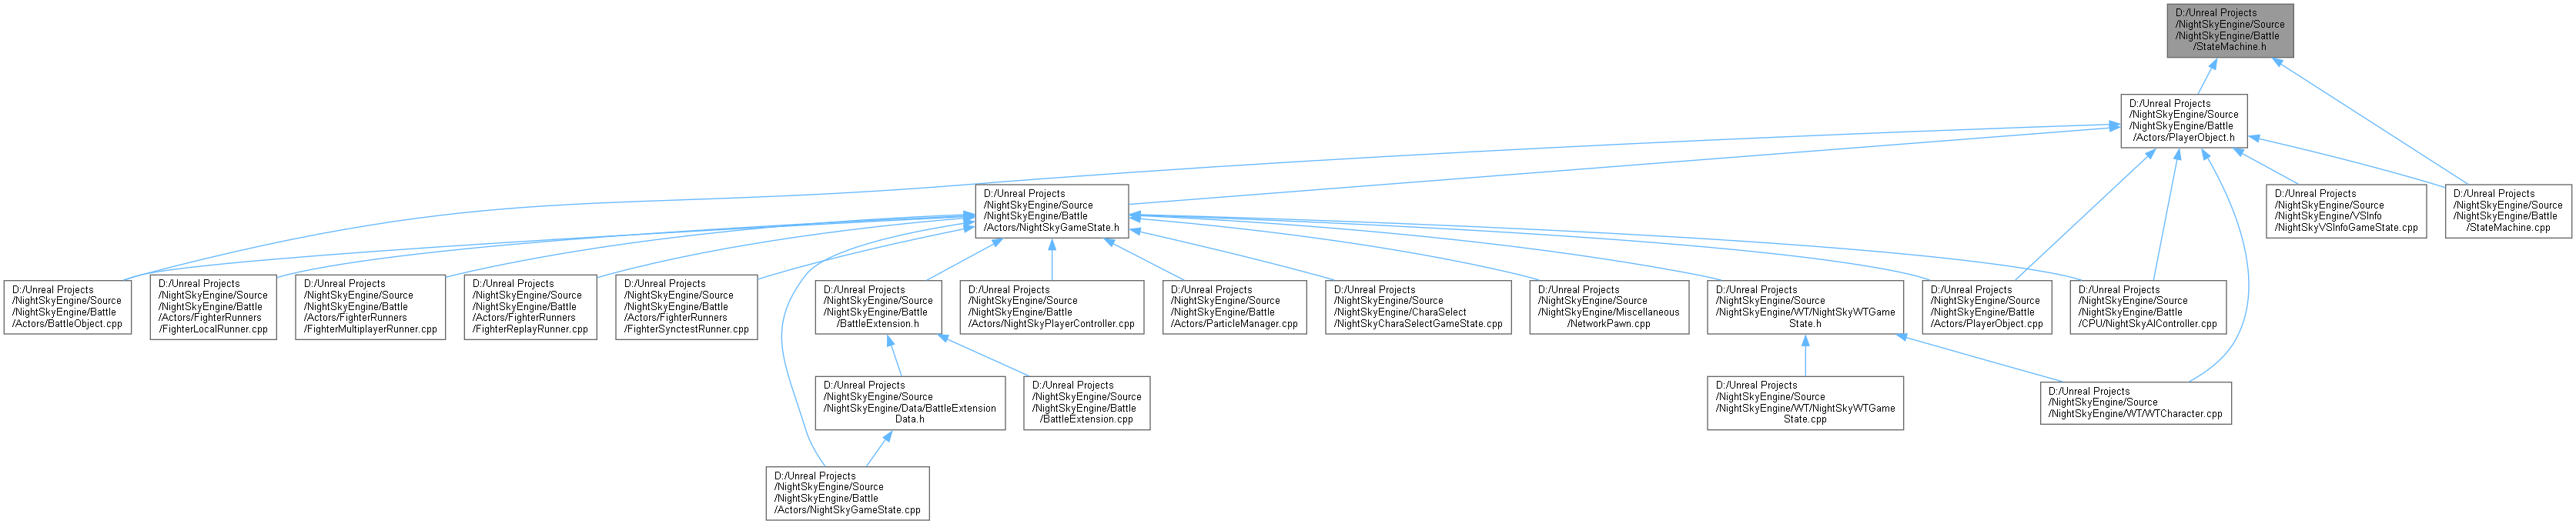 D:/Unreal Projects
/NightSkyEngine/Source
/NightSkyEngine/Battle
/StateMachine.h
D:/Unreal Projects
/NightSkyEngine/Source
/NightSkyEngine/Battle
/Actors/PlayerObject.h
D:/Unreal Projects
/NightSkyEngine/Source
/NightSkyEngine/Battle
/Actors/NightSkyGameState.h
D:/Unreal Projects
/NightSkyEngine/Source
/NightSkyEngine/VSInfo
/NightSkyVSInfoGameState.cpp
D:/Unreal Projects
/NightSkyEngine/Source
/NightSkyEngine/Battle
/StateMachine.cpp
D:/Unreal Projects
/NightSkyEngine/Source
/NightSkyEngine/Battle
/Actors/BattleObject.cpp
D:/Unreal Projects
/NightSkyEngine/Source
/NightSkyEngine/Battle
/Actors/FighterRunners
/FighterLocalRunner.cpp
D:/Unreal Projects
/NightSkyEngine/Source
/NightSkyEngine/Battle
/Actors/FighterRunners
/FighterMultiplayerRunner.cpp
D:/Unreal Projects
/NightSkyEngine/Source
/NightSkyEngine/Battle
/Actors/FighterRunners
/FighterReplayRunner.cpp
D:/Unreal Projects
/NightSkyEngine/Source
/NightSkyEngine/Battle
/Actors/FighterRunners
/FighterSynctestRunner.cpp
D:/Unreal Projects
/NightSkyEngine/Source
/NightSkyEngine/Battle
/BattleExtension.h
D:/Unreal Projects
/NightSkyEngine/Source
/NightSkyEngine/Battle
/Actors/NightSkyPlayerController.cpp
D:/Unreal Projects
/NightSkyEngine/Source
/NightSkyEngine/Battle
/Actors/ParticleManager.cpp
D:/Unreal Projects
/NightSkyEngine/Source
/NightSkyEngine/CharaSelect
/NightSkyCharaSelectGameState.cpp
D:/Unreal Projects
/NightSkyEngine/Source
/NightSkyEngine/Miscellaneous
/NetworkPawn.cpp
D:/Unreal Projects
/NightSkyEngine/Source
/NightSkyEngine/WT/NightSkyWTGame
State.h
D:/Unreal Projects
/NightSkyEngine/Source
/NightSkyEngine/Battle
/Actors/PlayerObject.cpp
D:/Unreal Projects
/NightSkyEngine/Source
/NightSkyEngine/Battle
/CPU/NightSkyAIController.cpp
D:/Unreal Projects
/NightSkyEngine/Source
/NightSkyEngine/Data/BattleExtension
Data.h
D:/Unreal Projects
/NightSkyEngine/Source
/NightSkyEngine/Battle
/BattleExtension.cpp
D:/Unreal Projects
/NightSkyEngine/Source
/NightSkyEngine/WT/NightSkyWTGame
State.cpp
D:/Unreal Projects
/NightSkyEngine/Source
/NightSkyEngine/WT/WTCharacter.cpp
D:/Unreal Projects
/NightSkyEngine/Source
/NightSkyEngine/Battle
/Actors/NightSkyGameState.cpp